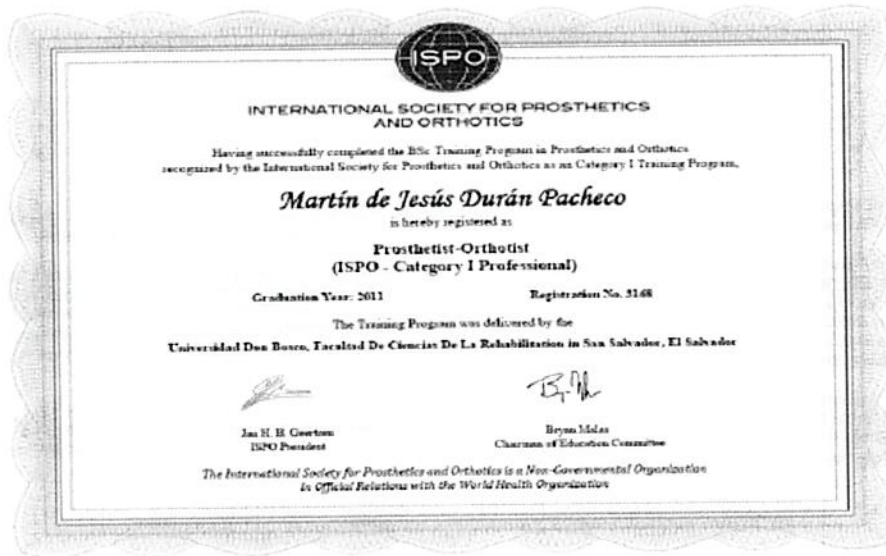 ISPO
INTERNATIONAL SOCIETY FOR PROSTHETICS
AND ORTHOTICS
Having successfully completed the BSc Training Program in Prosthetics and Orthotics
recognized by the International Society for Prosthetics and Orthotics as an Category I Training Program,
Martín de Jesús Durán Pacheco
is hereby registered as
Prosthetist-Orthotist
(ISPO - Category I Professional)
Graduation Year: 2011 Registration No. 3168
The Training Program was delivered by the
Universidad Don Bosco, Facultad De Ciencias De La Rehabilitation in San Salvador, El Salvador
Jan H. B. Geertzen
ISPO President
Bryan Malas
Chairman of Education Committee
The International Society for Prosthetics and Orthotics is a Non-Governmental Organization
in Official Relations with the World Health Organization